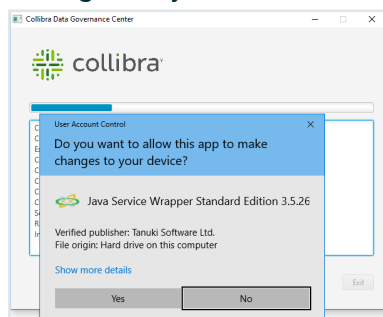 Collibra Data Governance Center
collibra
User Account Control
Do you want to allow this app to make
changes to your device?
Java Service Wrapper Standard Edition 3.5.26
Verified publisher: Tanuki Software Ltd.
File origin: Hard drive on this computer
Show more details
Yes
No
Exit